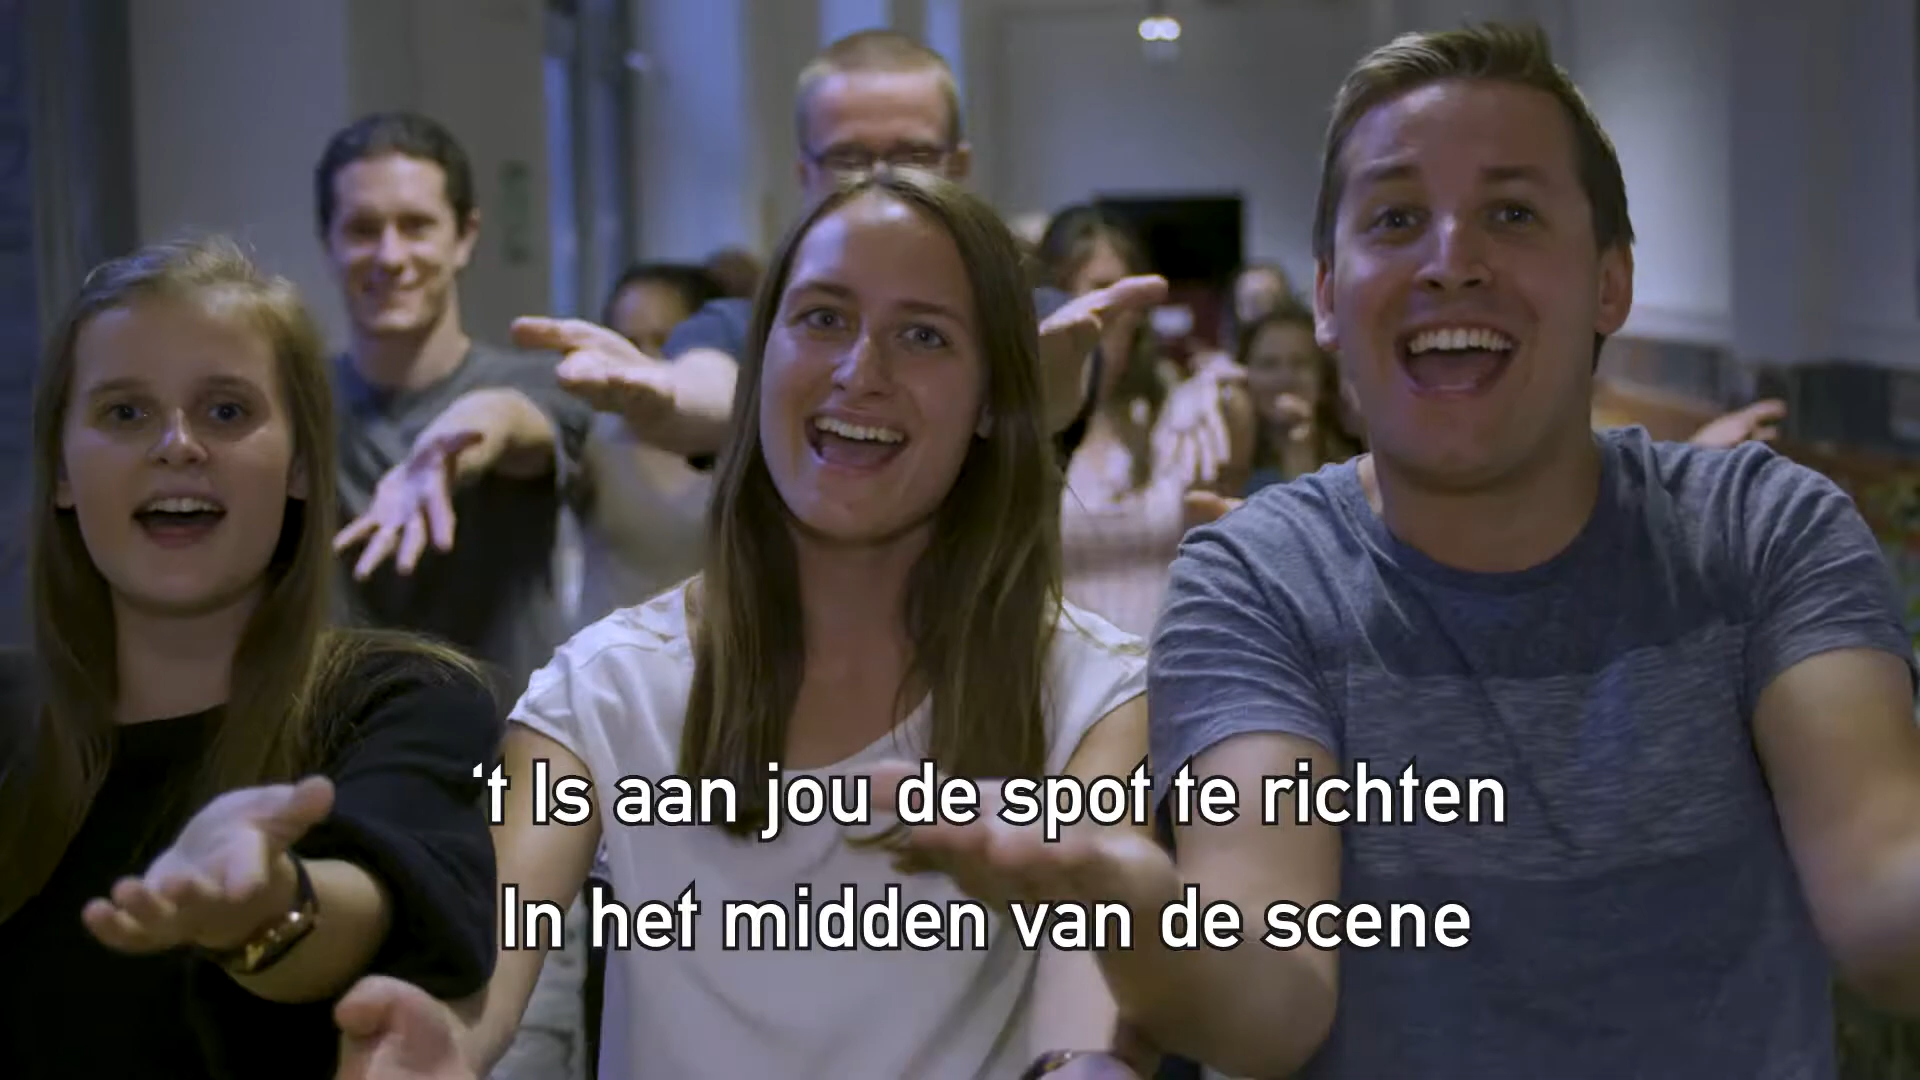 ‘t Is aan jou de spot te richten
In het midden van de scene